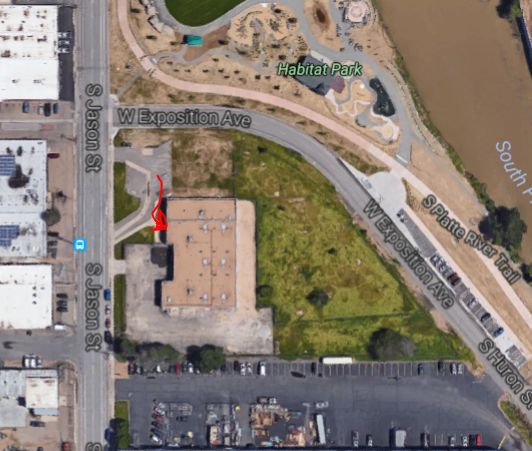 Habitat Park
W Exposition Ave
S Jason St
South
S Platte River Trail
W Exposition Ave
S Jason St
S Huron St
S